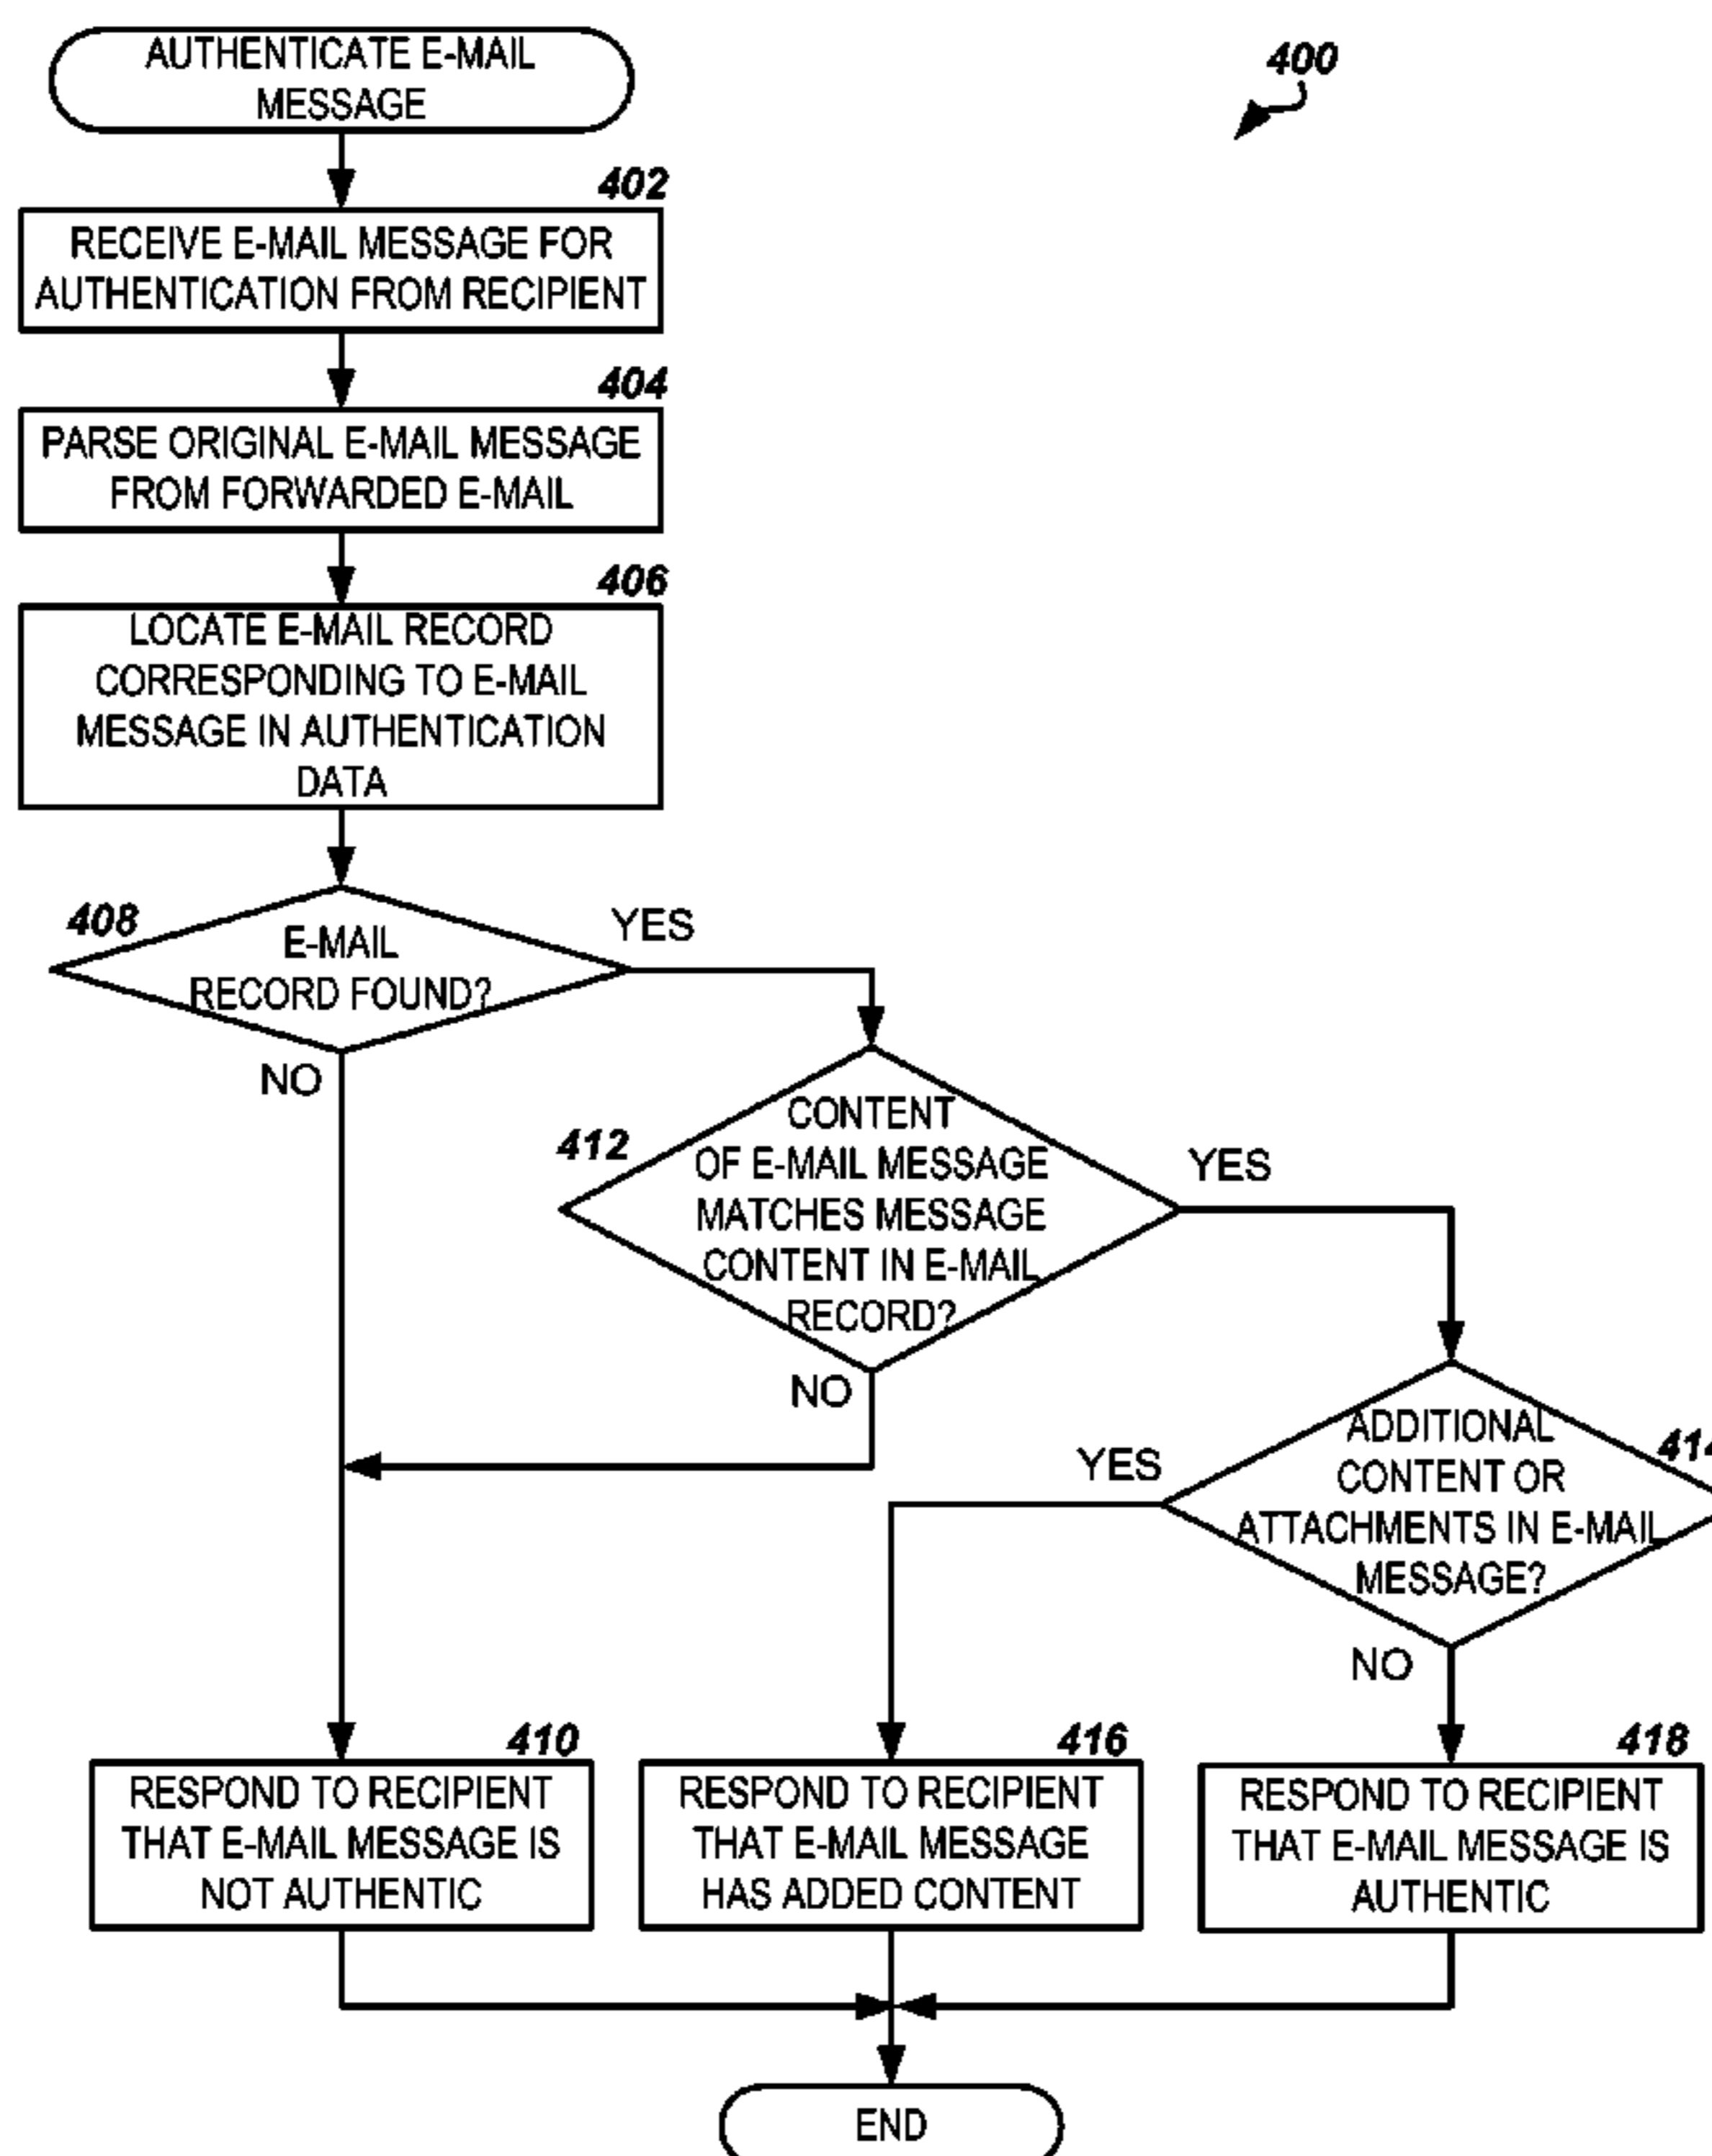 AUTHENTICATE E-MAIL
MESSAGE
400
402
RECEIVE E-MAIL MESSAGE FOR
AUTHENTICATION FROM RECIPIENT
404
PARSE ORIGINAL E-MAIL MESSAGE
FROM FORWARDED E-MAIL
406
LOCATE E-MAIL RECORD
CORRESPONDING TO E-MAIL
MESSAGE IN AUTHENTICATION
DATA
408
E-MAIL
RECORD FOUND?
YES
NO
412
CONTENT
OF E-MAIL MESSAGE
MATCHES MESSAGE
CONTENT IN E-MAIL
RECORD?
YES
NO
414
ADDITIONAL
CONTENT OR
ATTACHMENTS IN E-MAIL
MESSAGE?
YES
NO
410
RESPOND TO RECIPIENT
THAT E-MAIL MESSAGE IS
NOT AUTHENTIC
416
RESPOND TO RECIPIENT
THAT E-MAIL MESSAGE
HAS ADDED CONTENT
418
RESPOND TO RECIPIENT
THAT E-MAIL MESSAGE IS
AUTHENTIC
END